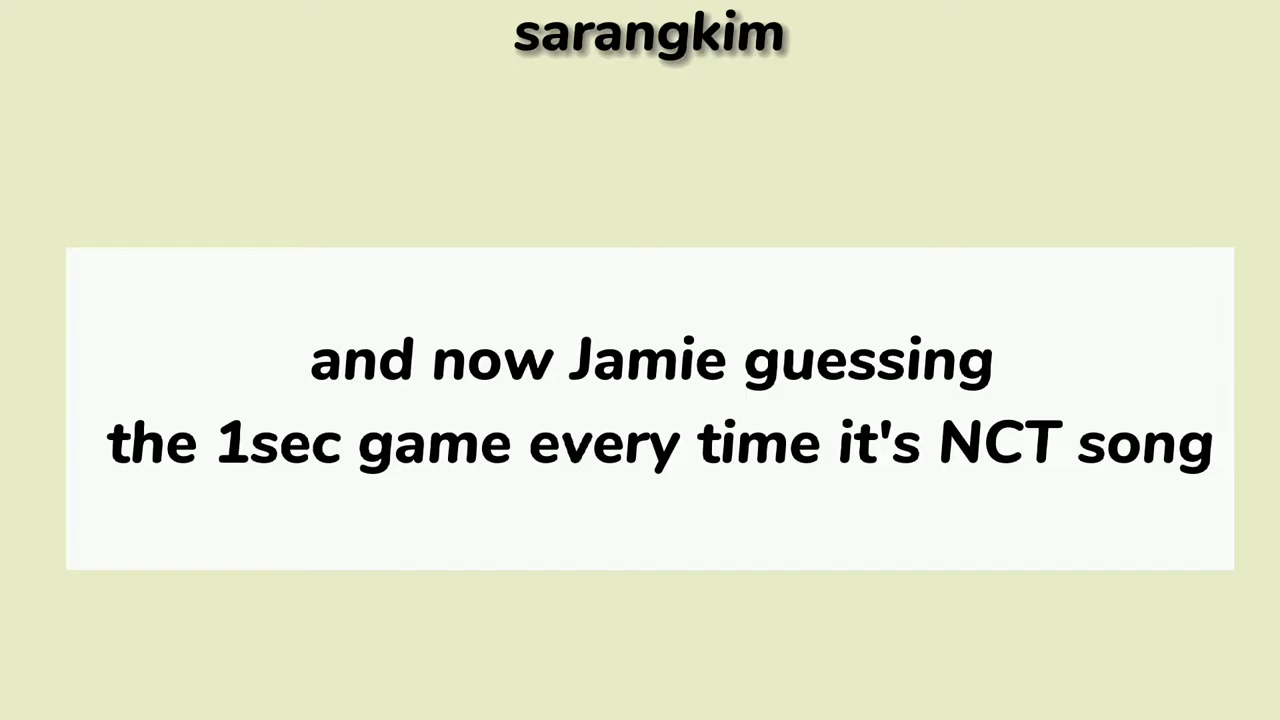 sarangkim
and now Jamie guessing
the 1sec game every time it's NCT song